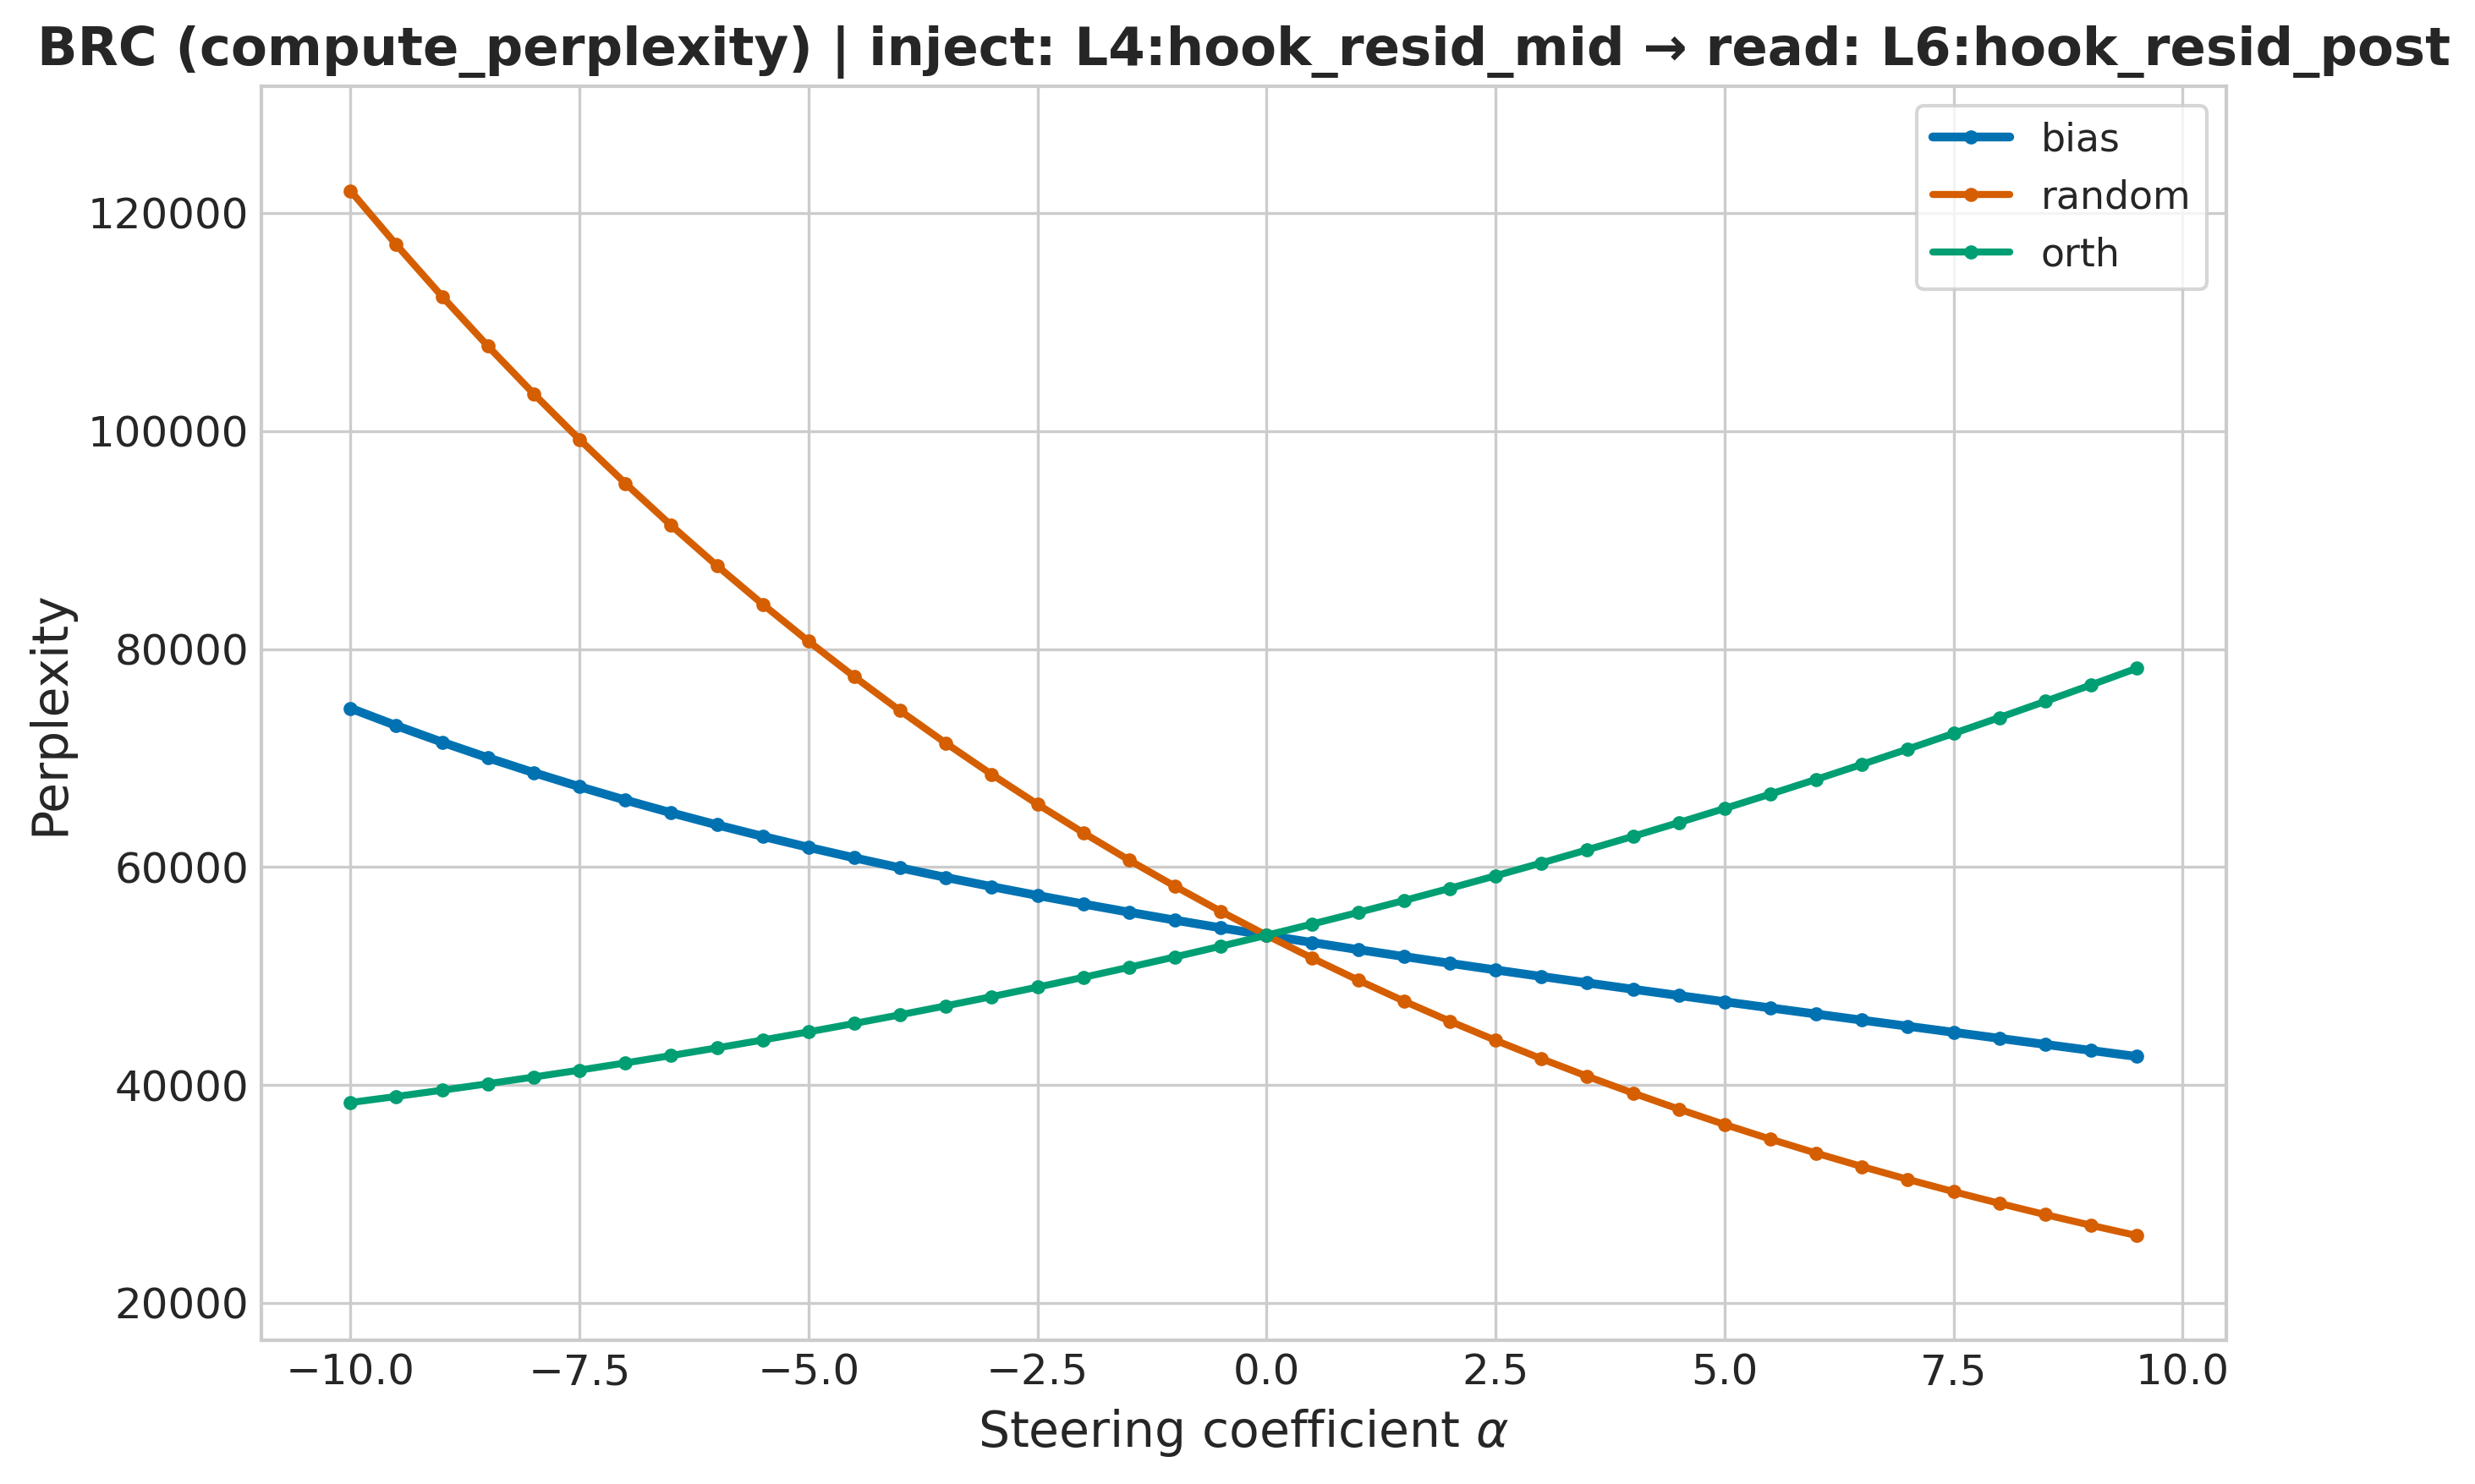 BRC (compute_perplexity) | inject: L4:hook_resid_mid → read: L6:hook_resid_post
bias
random
orth
120000
100000
80000
60000
40000
20000
Perplexity
−10.0 −7.5 −5.0 −2.5 0.0 2.5 5.0 7.5 10.0
Steering coefficient α